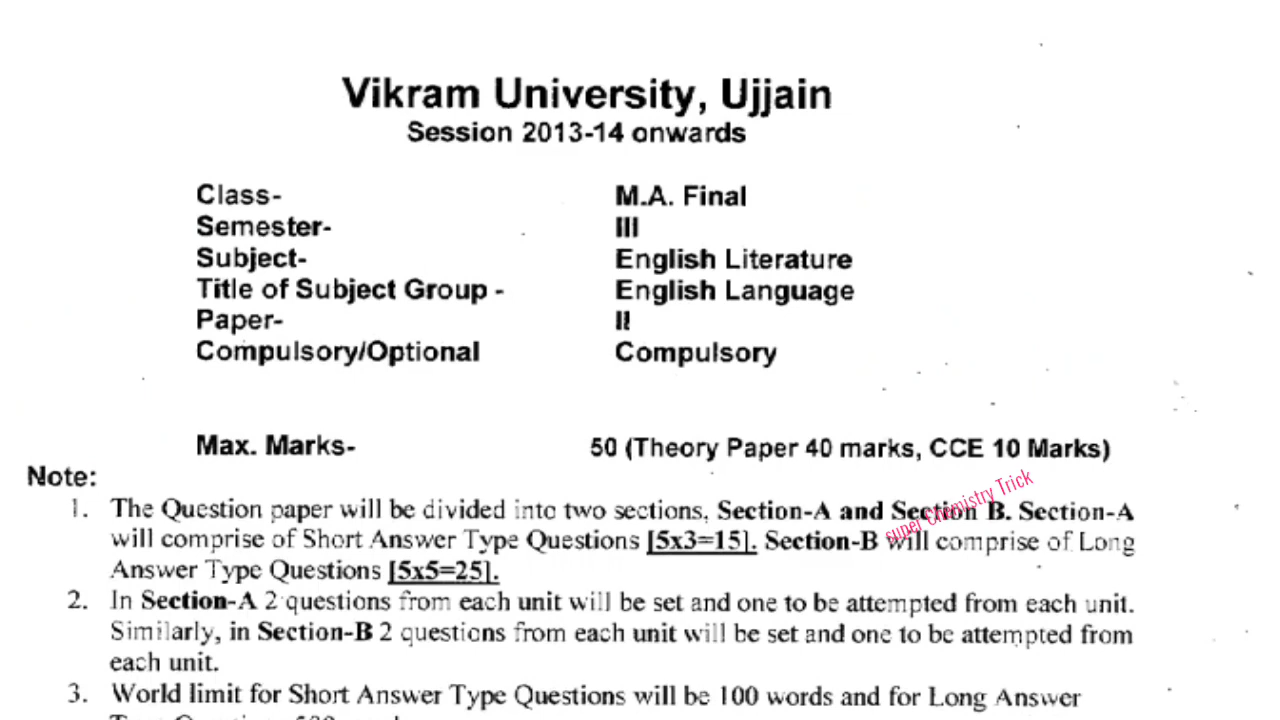 Vikram University, Ujjain
Session 2013-14 onwards
Class- M.A. Final
Semester- III
Subject- English Literature
Title of Subject Group - English Language
Paper- II
Compulsory/Optional Compulsory
Max. Marks- 50 (Theory Paper 40 marks, CCE 10 Marks)
Note:
1. The Question paper will be divided into two sections, Section-A and Section B. Section-A
will comprise of Short Answer Type Questions [5x3=15]. Section-B will comprise of Long
Answer Type Questions [5x5=25].
2. In Section-A 2 questions from each unit will be set and one to be attempted from each unit.
Similarly, in Section-B 2 questions from each unit will be set and one to be attempted from
each unit.
3. World limit for Short Answer Type Questions will be 100 words and for Long Answer
super Chemistry Trick